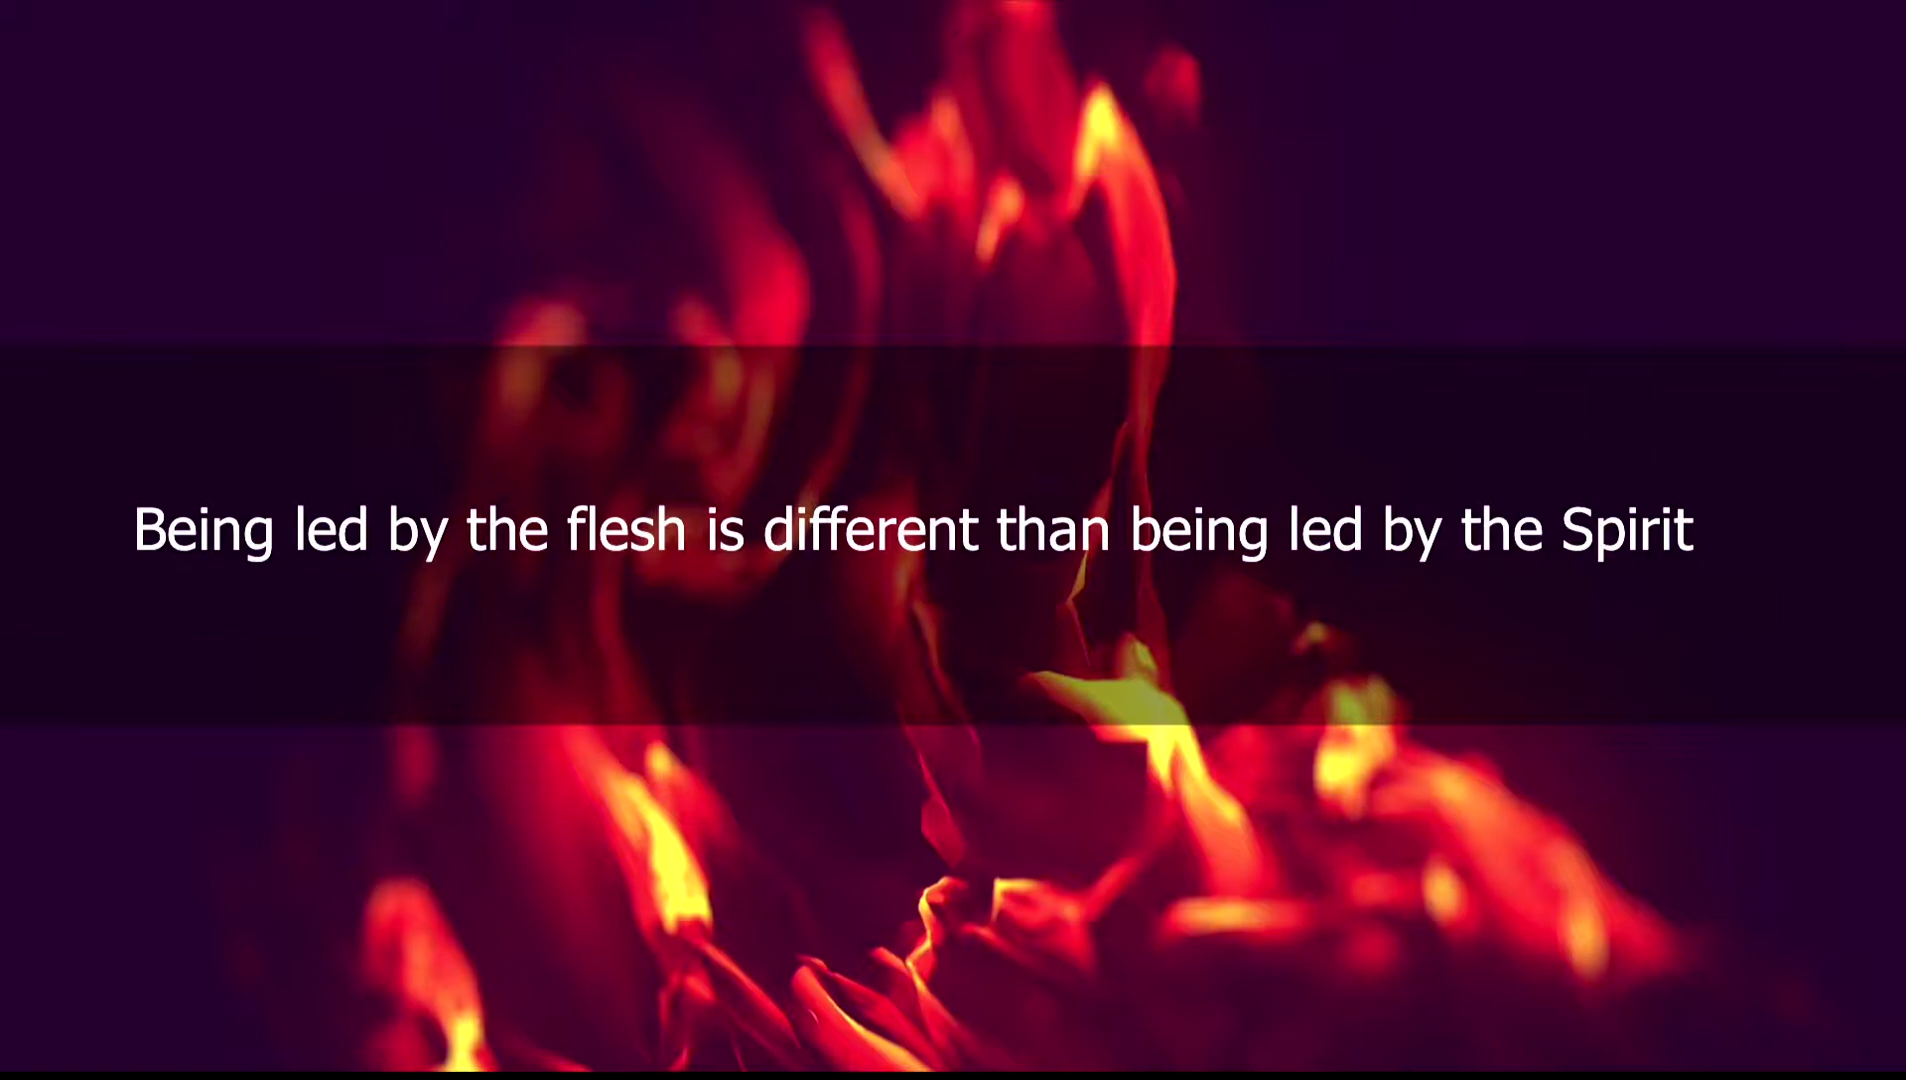 Being led by the flesh is different than being led by the Spirit